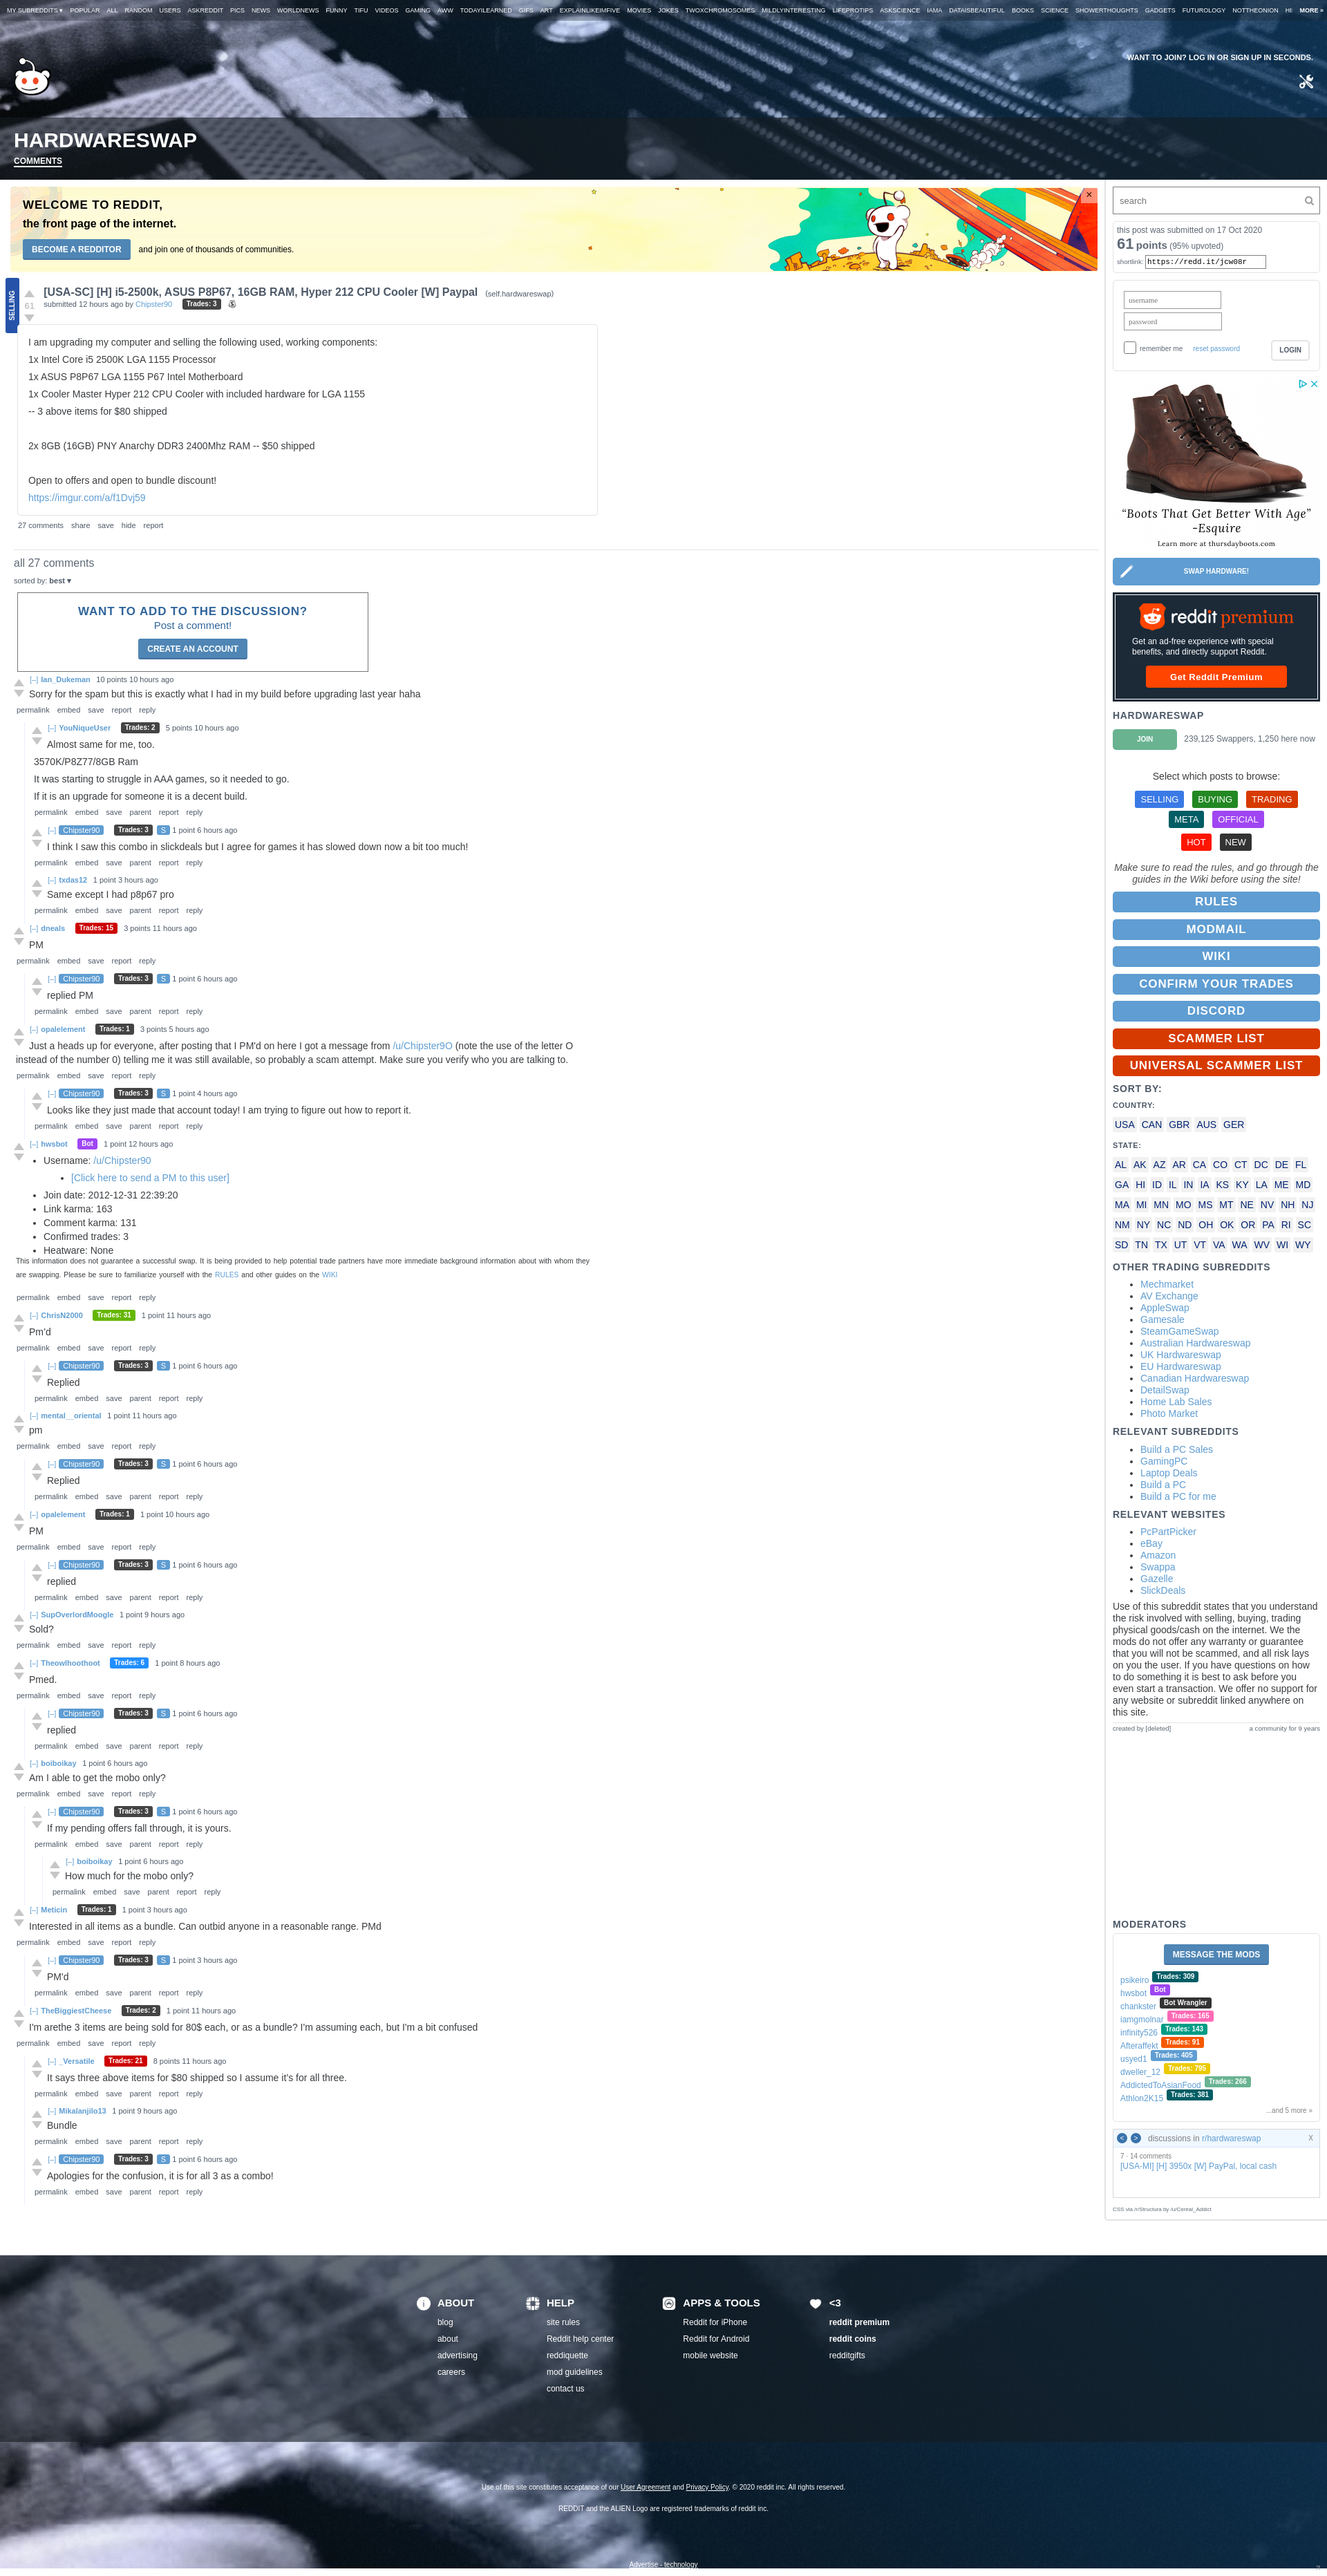 MY SUBREDDITS ▾ POPULAR ALL RANDOM USERS ASKREDDIT PICS NEWS WORLDNEWS FUNNY TIFU VIDEOS GAMING AWW TODAYILEARNED GIFS ART EXPLAINLIKEIMFIVE MOVIES JOKES TWOXCHROMOSOMES MILDLYINTERESTING LIFEPROTIPS ASKSCIENCE IAMA DATAISBEAUTIFUL BOOKS SCIENCE SHOWERTHOUGHTS GADGETS FUTUROLOGY NOTTHEONION HI MORE »
WANT TO JOIN? LOG IN OR SIGN UP IN SECONDS.
HARDWARESWAP
COMMENTS
WELCOME TO REDDIT,
the front page of the internet.
BECOME A REDDITOR and join one of thousands of communities.
×
SELLING
61
[USA-SC] [H] i5-2500k, ASUS P8P67, 16GB RAM, Hyper 212 CPU Cooler [W] Paypal (self.hardwareswap)
submitted 12 hours ago by Chipster90 Trades: 3
I am upgrading my computer and selling the following used, working components:
1x Intel Core i5 2500K LGA 1155 Processor
1x ASUS P8P67 LGA 1155 P67 Intel Motherboard
1x Cooler Master Hyper 212 CPU Cooler with included hardware for LGA 1155
-- 3 above items for $80 shipped
2x 8GB (16GB) PNY Anarchy DDR3 2400Mhz RAM -- $50 shipped
Open to offers and open to bundle discount!
https://imgur.com/a/f1Dvj59
27 comments share save hide report
all 27 comments
sorted by: best ▾
WANT TO ADD TO THE DISCUSSION?
Post a comment!
CREATE AN ACCOUNT
[–] Ian_Dukeman 10 points 10 hours ago
Sorry for the spam but this is exactly what I had in my build before upgrading last year haha
permalink embed save report reply
[–] YouNiqueUser Trades: 2 5 points 10 hours ago
Almost same for me, too.
3570K/P8Z77/8GB Ram
It was starting to struggle in AAA games, so it needed to go.
If it is an upgrade for someone it is a decent build.
permalink embed save parent report reply
[–] Chipster90 Trades: 3 S 1 point 6 hours ago
I think I saw this combo in slickdeals but I agree for games it has slowed down now a bit too much!
permalink embed save parent report reply
[–] txdas12 1 point 3 hours ago
Same except I had p8p67 pro
permalink embed save parent report reply
[–] dneals Trades: 15 3 points 11 hours ago
PM
permalink embed save report reply
[–] Chipster90 Trades: 3 S 1 point 6 hours ago
replied PM
permalink embed save parent report reply
[–] opalelement Trades: 1 3 points 5 hours ago
Just a heads up for everyone, after posting that I PM'd on here I got a message from /u/Chipster9O (note the use of the letter O
instead of the number 0) telling me it was still available, so probably a scam attempt. Make sure you verify who you are talking to.
permalink embed save report reply
[–] Chipster90 Trades: 3 S 1 point 4 hours ago
Looks like they just made that account today! I am trying to figure out how to report it.
permalink embed save parent report reply
[–] hwsbot Bot 1 point 12 hours ago
• Username: /u/Chipster90
• [Click here to send a PM to this user]
• Join date: 2012-12-31 22:39:20
• Link karma: 163
• Comment karma: 131
• Confirmed trades: 3
• Heatware: None
This information does not guarantee a successful swap. It is being provided to help potential trade partners have more immediate background information about with whom they
are swapping. Please be sure to familiarize yourself with the RULES and other guides on the WIKI
permalink embed save report reply
[–] ChrisN2000 Trades: 31 1 point 11 hours ago
Pm'd
permalink embed save report reply
[–] Chipster90 Trades: 3 S 1 point 6 hours ago
Replied
permalink embed save parent report reply
[–] mental__oriental 1 point 11 hours ago
pm
permalink embed save report reply
[–] Chipster90 Trades: 3 S 1 point 6 hours ago
Replied
permalink embed save parent report reply
[–] opalelement Trades: 1 1 point 10 hours ago
PM
permalink embed save report reply
[–] Chipster90 Trades: 3 S 1 point 6 hours ago
replied
permalink embed save parent report reply
[–] SupOverlordMoogle 1 point 9 hours ago
Sold?
permalink embed save report reply
[–] Theowlhoothoot Trades: 6 1 point 8 hours ago
Pmed.
permalink embed save report reply
[–] Chipster90 Trades: 3 S 1 point 6 hours ago
replied
permalink embed save parent report reply
[–] boiboikay 1 point 6 hours ago
Am I able to get the mobo only?
permalink embed save report reply
[–] Chipster90 Trades: 3 S 1 point 6 hours ago
If my pending offers fall through, it is yours.
permalink embed save parent report reply
[–] boiboikay 1 point 6 hours ago
How much for the mobo only?
permalink embed save parent report reply
[–] Meticin Trades: 1 1 point 3 hours ago
Interested in all items as a bundle. Can outbid anyone in a reasonable range. PMd
permalink embed save report reply
[–] Chipster90 Trades: 3 S 1 point 3 hours ago
PM'd
permalink embed save parent report reply
[–] TheBiggiestCheese Trades: 2 1 point 11 hours ago
I'm arethe 3 items are being sold for 80$ each, or as a bundle? I'm assuming each, but I'm a bit confused
permalink embed save report reply
[–] _Versatile Trades: 21 8 points 11 hours ago
It says three above items for $80 shipped so I assume it's for all three.
permalink embed save parent report reply
[–] Mikalanjilo13 1 point 9 hours ago
Bundle
permalink embed save parent report reply
[–] Chipster90 Trades: 3 S 1 point 6 hours ago
Apologies for the confusion, it is for all 3 as a combo!
permalink embed save parent report reply
search
this post was submitted on 17 Oct 2020
61 points (95% upvoted)
shortlink: https://redd.it/jcw08r
username
password
remember me reset password LOGIN
“Boots That Get Better With Age”
-Esquire
Learn more at thursdayboots.com
SWAP HARDWARE!
reddit premium
Get an ad-free experience with special
benefits, and directly support Reddit.
Get Reddit Premium
HARDWARESWAP
JOIN 239,125 Swappers, 1,250 here now
Select which posts to browse:
SELLING BUYING TRADING
META OFFICIAL
HOT NEW
Make sure to read the rules, and go through the
guides in the Wiki before using the site!
RULES
MODMAIL
WIKI
CONFIRM YOUR TRADES
DISCORD
SCAMMER LIST
UNIVERSAL SCAMMER LIST
SORT BY:
COUNTRY:
USA CAN GBR AUS GER
STATE:
AL AK AZ AR CA CO CT DC DE FL
GA HI ID IL IN IA KS KY LA ME MD
MA MI MN MO MS MT NE NV NH NJ
NM NY NC ND OH OK OR PA RI SC
SD TN TX UT VT VA WA WV WI WY
OTHER TRADING SUBREDDITS
• Mechmarket
• AV Exchange
• AppleSwap
• Gamesale
• SteamGameSwap
• Australian Hardwareswap
• UK Hardwareswap
• EU Hardwareswap
• Canadian Hardwareswap
• DetailSwap
• Home Lab Sales
• Photo Market
RELEVANT SUBREDDITS
• Build a PC Sales
• GamingPC
• Laptop Deals
• Build a PC
• Build a PC for me
RELEVANT WEBSITES
• PcPartPicker
• eBay
• Amazon
• Swappa
• Gazelle
• SlickDeals
Use of this subreddit states that you understand
the risk involved with selling, buying, trading
physical goods/cash on the internet. We the
mods do not offer any warranty or guarantee
that you will not be scammed, and all risk lays
on you the user. If you have questions on how
to do something it is best to ask before you
even start a transaction. We offer no support for
any website or subreddit linked anywhere on
this site.
created by [deleted] a community for 9 years
MODERATORS
MESSAGE THE MODS
psikeiro Trades: 309
hwsbot Bot
chankster Bot Wrangler
iamgmolnar Trades: 165
infinity526 Trades: 143
Afteraffekt Trades: 91
usyed1 Trades: 405
dweller_12 Trades: 795
AddictedToAsianFood Trades: 266
Athlon2K15 Trades: 381
...and 5 more »
< > discussions in r/hardwareswap X
7 · 14 comments
[USA-MI] [H] 3950x [W] PayPal, local cash
CSS via /r/Structura by /u/Cereal_Addict
ABOUT
blog
about
advertising
careers
HELP
site rules
Reddit help center
reddiquette
mod guidelines
contact us
APPS & TOOLS
Reddit for iPhone
Reddit for Android
mobile website
<3
reddit premium
reddit coins
redditgifts
Use of this site constitutes acceptance of our User Agreement and Privacy Policy. © 2020 reddit inc. All rights reserved.
REDDIT and the ALIEN Logo are registered trademarks of reddit inc.
Advertise - technology